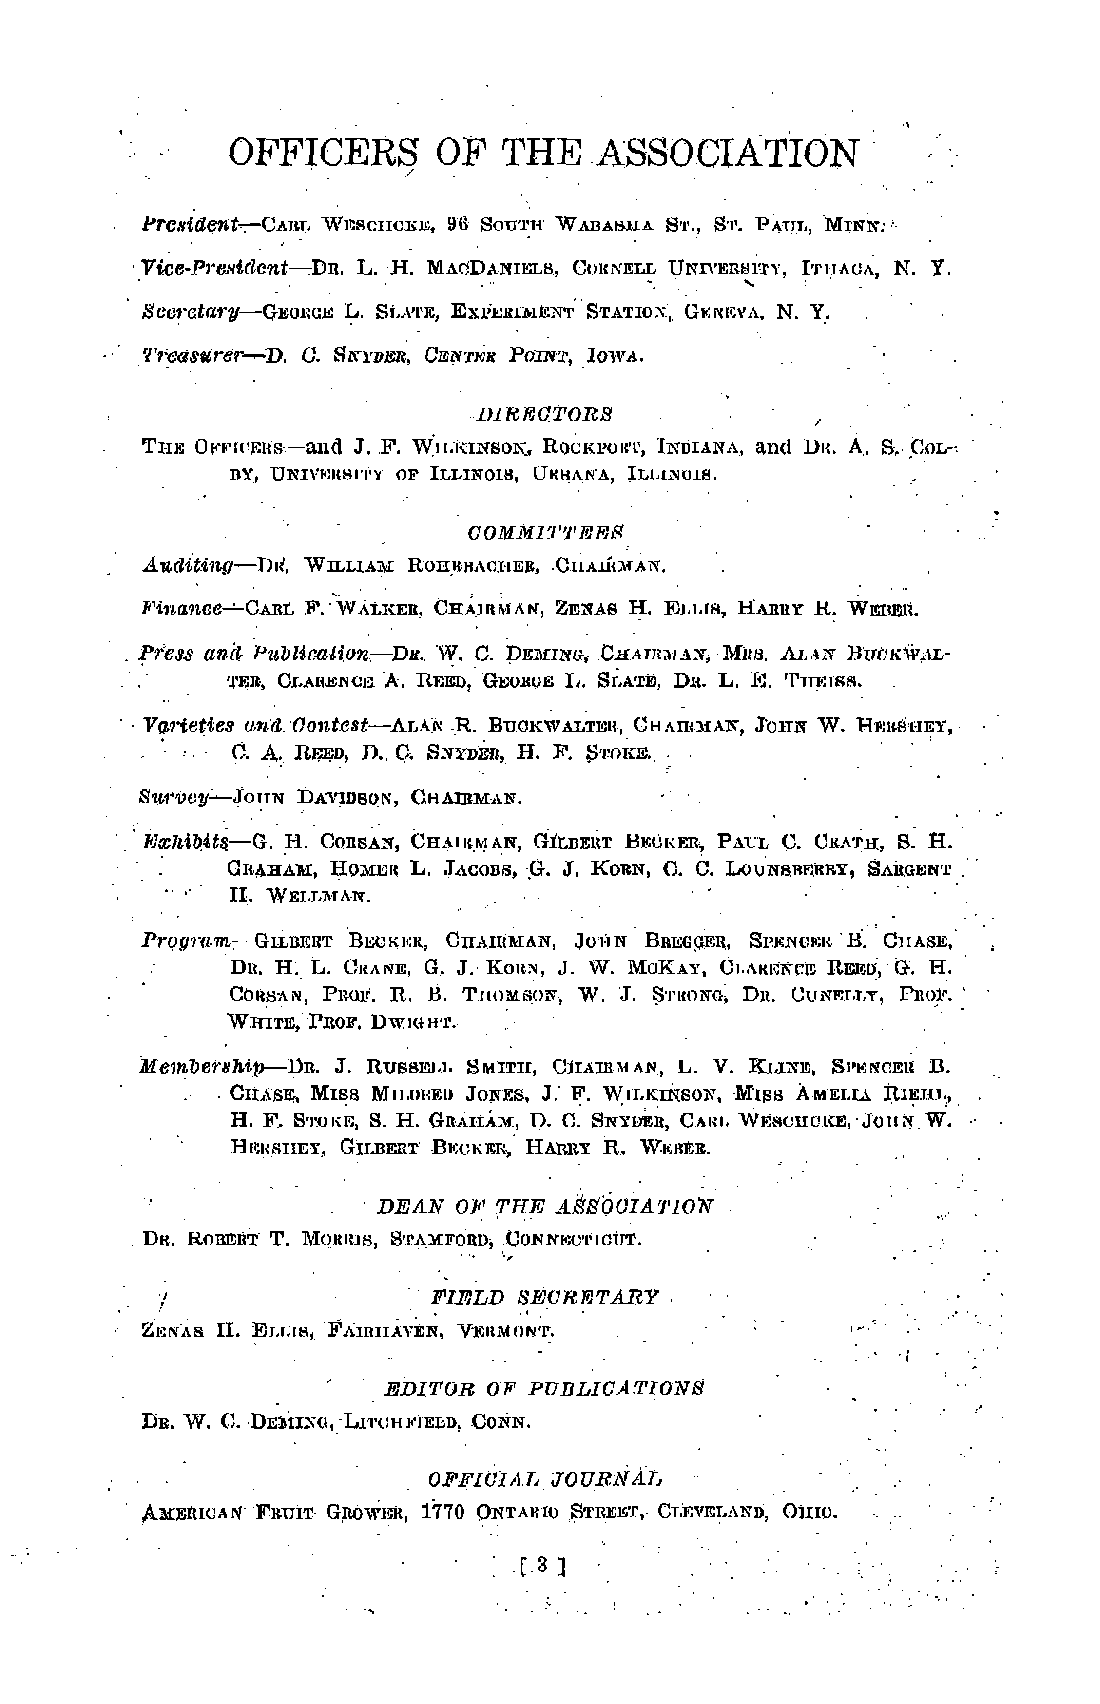 OFFICERS OF THE ASSOCIATION
President—CARL WESCHCKE, 96 SOUTH WABASHA ST., ST. PAUL, MINN.
Vice-President—DR. L. H. MACDANIELS, CORNELL UNIVERSITY, ITHACA, N. Y.
Secretary—GEORGE L. SLATE, EXPERIMENT STATION, GENEVA, N. Y.
Treasurer—D. C. SNYDER, CENTER POINT, IOWA.
DIRECTORS
THE OFFICERS—and J. F. WILKINSON, ROCKPORT, INDIANA, and DR. A. S. COL-
BY, UNIVERSITY OF ILLINOIS, URBANA, ILLINOIS.
COMMITTEES
Auditing—DR. WILLIAM ROHRBACHER, CHAIRMAN.
Finance—CARL F. WALKER, CHAIRMAN, ZENAS H. ELLIS, HARRY R. WEBER.
Press and Publication—DR. W. C. DEMING, CHAIRMAN, MRS. ALAN BUCKWAL-
TER, CLARENCE A. REED, GEORGE L. SLATE, DR. L. E. THEISS.
Varieties and Contest—ALAN R. BUCKWALTER, CHAIRMAN, JOHN W. HERSHEY,
C. A. REED, D. C. SNYDER, H. F. STOKE.
Survey—JOHN DAVIDSON, CHAIRMAN.
Exhibits—G. H. CORSAN, CHAIRMAN, GILBERT BECKER, PAUL C. CRATH, S. H.
GRAHAM, HOMER L. JACOBS, G. J. KORN, C. C. LOUNSBERRY, SARGENT
H. WELLMAN.
Program- GILBERT BECKER, CHAIRMAN, JOHN BREGGER, SPENCER B. CHASE,
DR. H. L. CRANE, G. J. KORN, J. W. MCKAY, CLARENCE REED, G. H.
CORSAN, PROF. R. B. THOMSON, W. J. STRONG, DR. CUNELLY, PROF.
WHITE, PROF. DWIGHT.
Membership—DR. J. RUSSELL SMITH, CHAIRMAN, L. V. KLINE, SPENCER B.
CHASE, MISS MILDRED JONES, J. F. WILKINSON, MISS AMELIA RIEHL,
H. F. STOKE, S. H. GRAHAM, D. C. SNYDER, CARL WESCHCKE, JOHN W.
HERSHEY, GILBERT BECKER, HARRY R. WEBER.
DEAN OF THE ASSOCIATION
DR. ROBERT T. MORRIS, STAMFORD, CONNECTICUT.
FIELD SECRETARY
ZENAS H. ELLIS, FAIRHAVEN, VERMONT.
EDITOR OF PUBLICATIONS
DR. W. C. DEMING, LITCHFIELD, CONN.
OFFICIAL JOURNAL
AMERICAN FRUIT GROWER, 1770 ONTARIO STREET, CLEVELAND, OHIO.
[ 3 ]